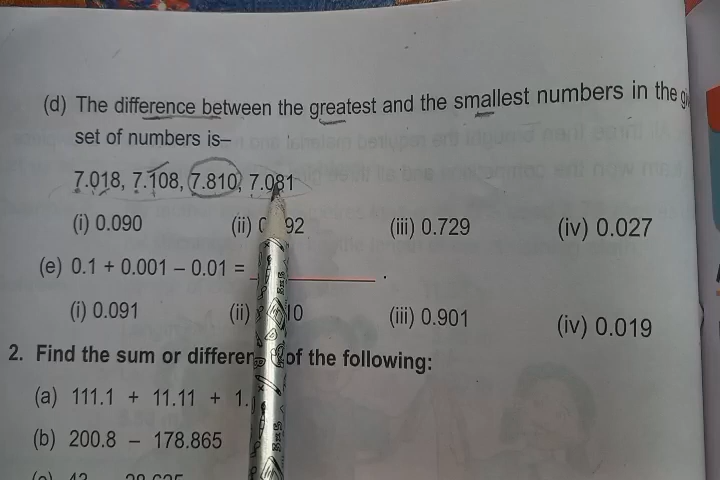 (d) The difference between the greatest and the smallest numbers in the
set of numbers is–
7.018, 7.108, 7.810, 7.081
(i) 0.090 (ii) 92 (iii) 0.729 (iv) 0.027
(e) 0.1 + 0.001 – 0.01 = .
(i) 0.091 (ii) 10 (iii) 0.901 (iv) 0.019
2. Find the sum or of the following:
(a) 111.1 + 11.11 + 1.
(b) 200.8 – 178.865